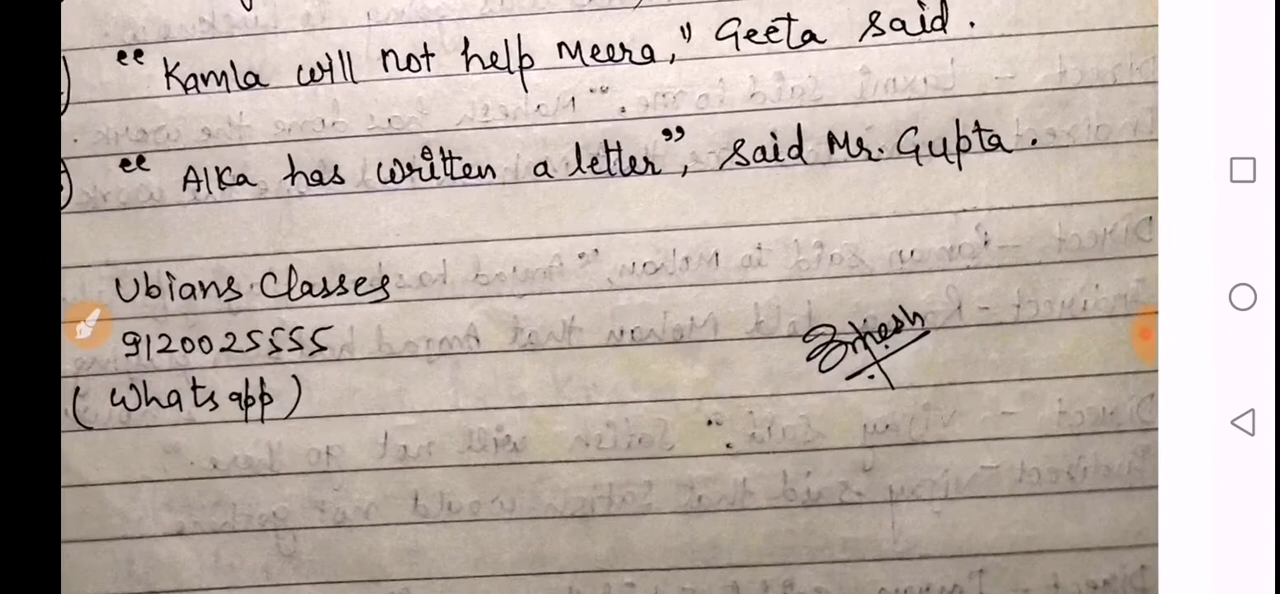 “ Kamla will not help Meera,” Geeta said.
“ Alka has written a letter”, said Mr. Gupta.
Ubians Classes
9120025555
(Whatsapp)